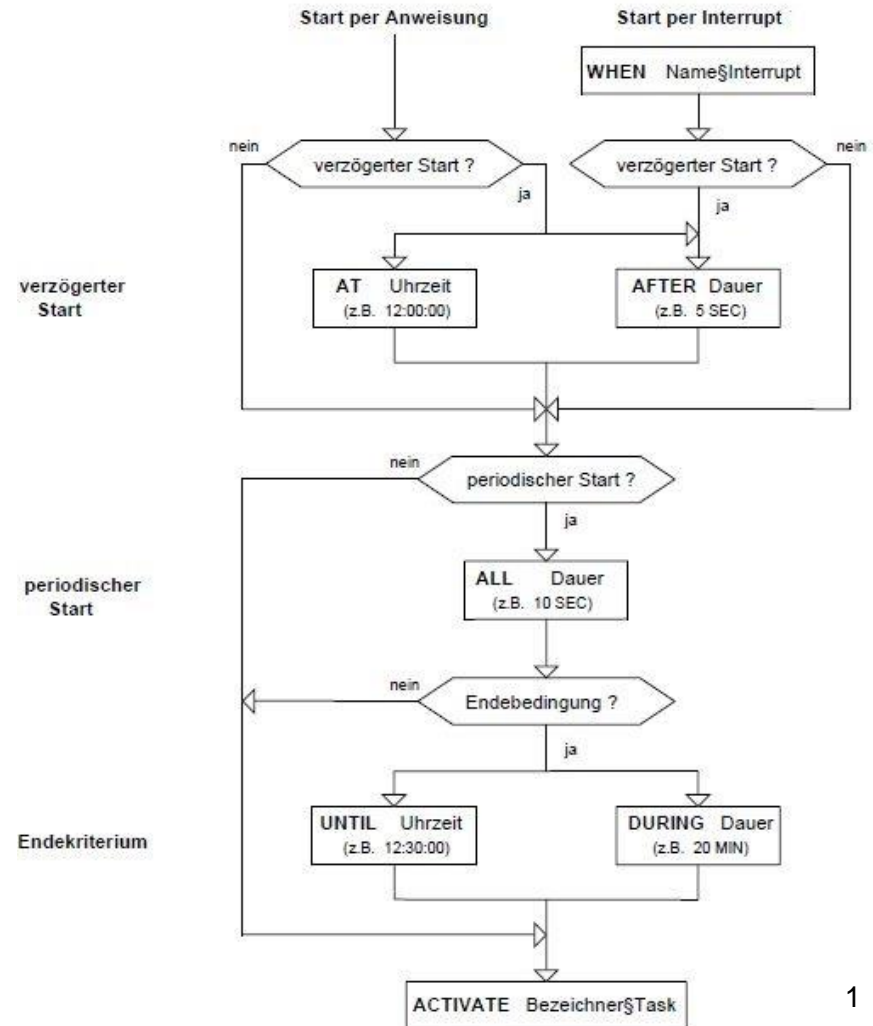 Start per Anweisung
Start per Interrupt
WHEN Name§Interrupt
nein
verzögerter Start ?
ja
verzögerter Start ?
nein
ja
verzögerter
Start
AT Uhrzeit
(z.B. 12:00:00)
AFTER Dauer
(z.B. 5 SEC)
nein
periodischer Start ?
ja
periodischer
Start
ALL Dauer
(z.B. 10 SEC)
nein
Endebedingung ?
ja
Endekriterium
UNTIL Uhrzeit
(z.B. 12:30:00)
DURING Dauer
(z.B. 20 MIN)
ACTIVATE Bezeichner§Task
1